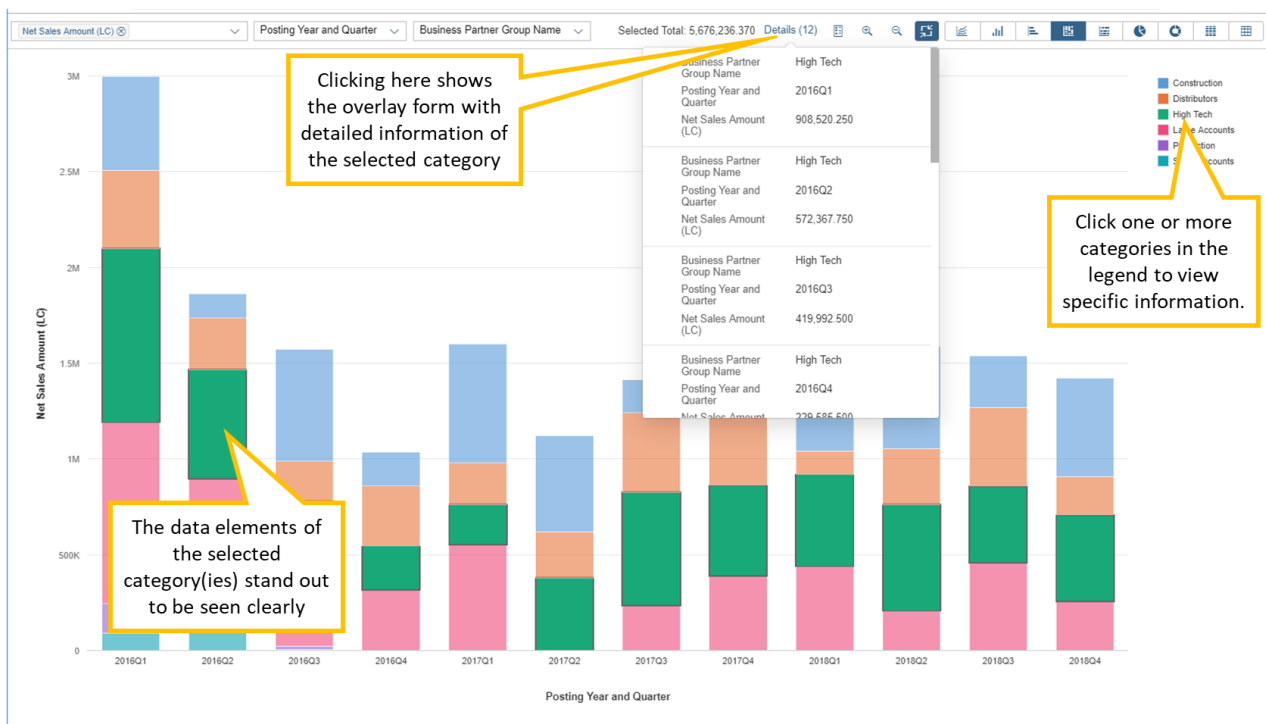 Net Sales Amount (LC)
Posting Year and Quarter
Business Partner Group Name
Selected Total: 5,676,236.370
Details (12)
Clicking here shows
the overlay form with
detailed information of
the selected category
Business Partner
Group Name
High Tech
Posting Year and
Quarter
2016Q1
Net Sales Amount
(LC)
908,520.250
Business Partner
Group Name
High Tech
Posting Year and
Quarter
2016Q2
Net Sales Amount
(LC)
572,367.750
Business Partner
Group Name
High Tech
Posting Year and
Quarter
2016Q3
Net Sales Amount
(LC)
419,992.500
Business Partner
Group Name
High Tech
Posting Year and
Quarter
2016Q4
Net Sales Amount
229,685.500
Construction
Distributors
High Tech
Accounts
Click one or more
categories in the
legend to view
specific information.
The data elements of
the selected
category(ies) stand out
to be seen clearly
Net Sales Amount (LC)
3M
2.5M
2M
1.5M
1M
500K
0
2016Q1 2016Q2 2016Q3 2016Q4 2017Q1 2017Q2 2017Q3 2017Q4 2018Q1 2018Q2 2018Q3 2018Q4
Posting Year and Quarter